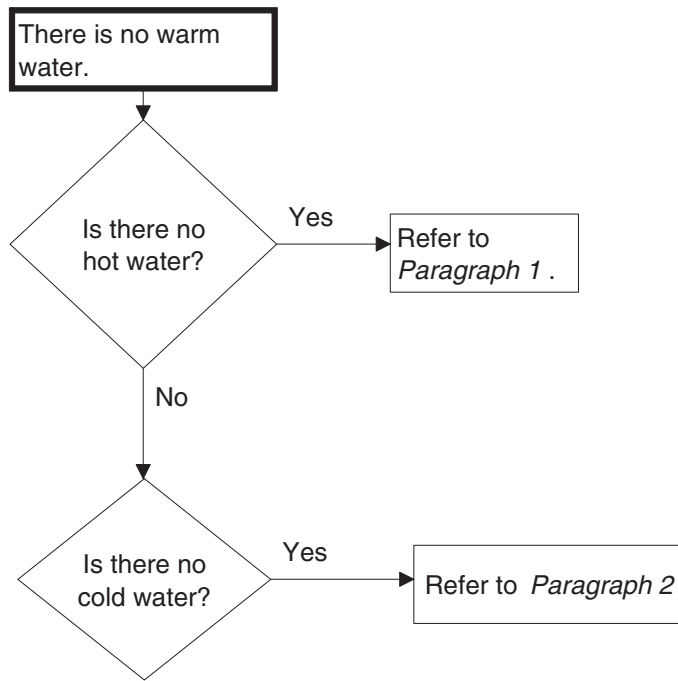 There is no warm
water.
Is there no
hot water?
Yes
Refer to
Paragraph 1 .
No
Is there no
cold water?
Yes
Refer to Paragraph 2